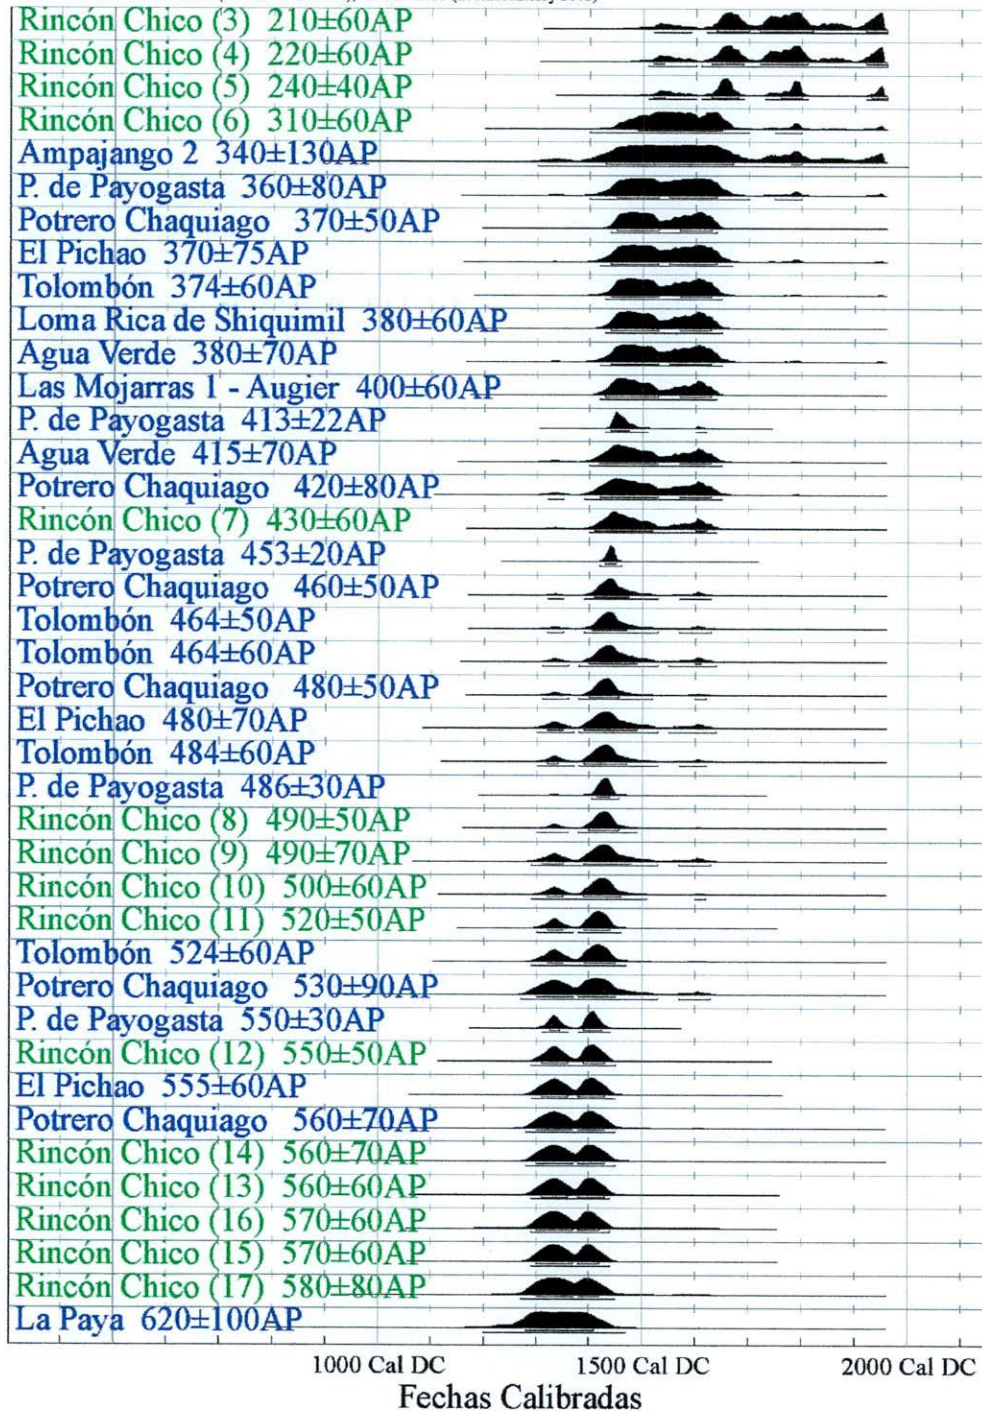 Rincón Chico (3) 210±60AP
Rincón Chico (4) 220±60AP
Rincón Chico (5) 240±40AP
Rincón Chico (6) 310±60AP
Ampajango 2 340±130AP
P. de Payogasta 360±80AP
Potrero Chaquiago 370±50AP
El Pichao 370±75AP
Tolombón 374±60AP
Loma Rica de Shiquimil 380±60AP
Agua Verde 380±70AP
Las Mojarras 1 - Augier 400±60AP
P. de Payogasta 413±22AP
Agua Verde 415±70AP
Potrero Chaquiago 420±80AP
Rincón Chico (7) 430±60AP
P. de Payogasta 453±20AP
Potrero Chaquiago 460±50AP
Tolombón 464±50AP
Tolombón 464±60AP
Potrero Chaquiago 480±50AP
El Pichao 480±70AP
Tolombón 484±60AP
P. de Payogasta 486±30AP
Rincón Chico (8) 490±50AP
Rincón Chico (9) 490±70AP
Rincón Chico (10) 500±60AP
Rincón Chico (11) 520±50AP
Tolombón 524±60AP
Potrero Chaquiago 530±90AP
P. de Payogasta 550±30AP
Rincón Chico (12) 550±50AP
El Pichao 555±60AP
Potrero Chaquiago 560±70AP
Rincón Chico (14) 560±70AP
Rincón Chico (13) 560±60AP
Rincón Chico (16) 570±60AP
Rincón Chico (15) 570±60AP
Rincón Chico (17) 580±80AP
La Paya 620±100AP
1000 Cal DC 1500 Cal DC 2000 Cal DC
Fechas Calibradas